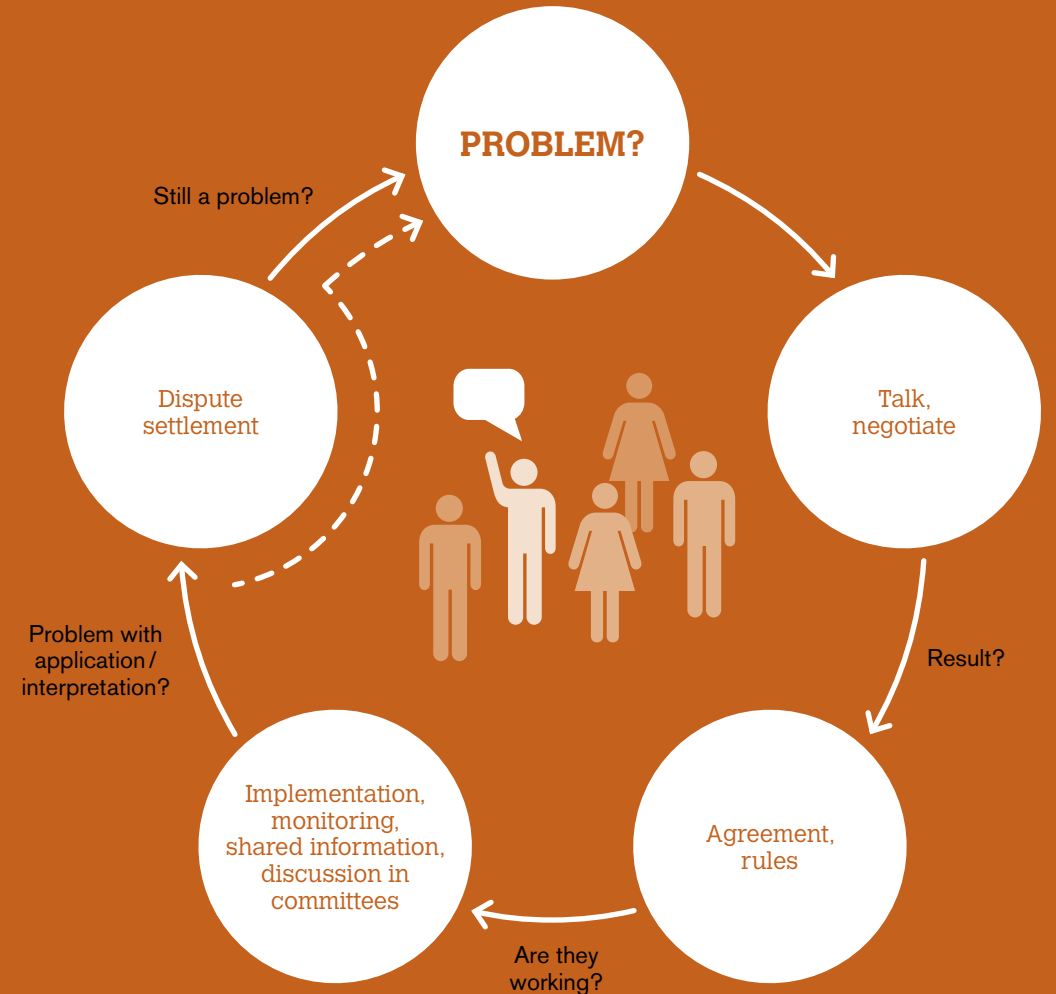 PROBLEM?
Talk,
negotiate
Result?
Agreement,
rules
Are they
working?
Implementation,
monitoring,
shared information,
discussion in
committees
Problem with
application /
interpretation?
Dispute
settlement
Still a problem?